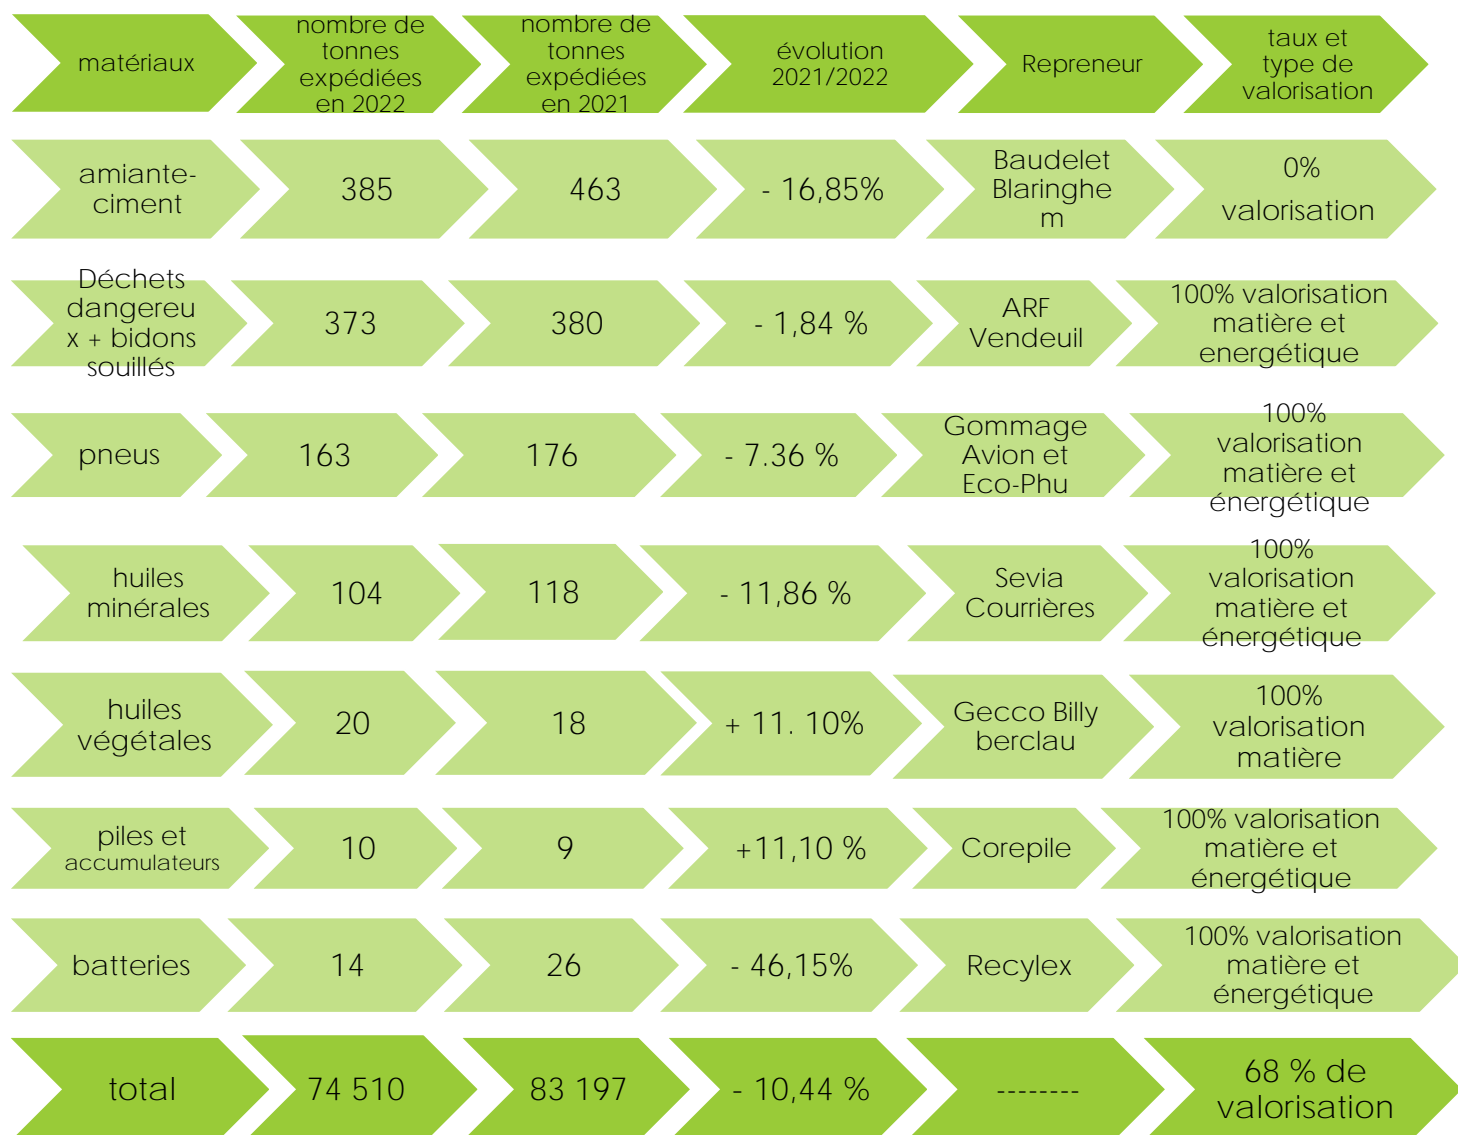 matériaux
nombre de
tonnes
expédiées
en 2022
nombre de
tonnes
expédiées
en 2021
évolution
2021/2022
Repreneur
taux et
type de
valorisation
amiante-
ciment
385
463
- 16,85%
Baudelet
Blaringhe
m
0%
valorisation
Déchets
dangereu
x + bidons
souillés
373
380
- 1,84 %
ARF
Vendeuil
100% valorisation
matière et
energétique
pneus
163
176
- 7.36 %
Gommage
Avion et
Eco-Phu
100%
valorisation
matière et
énergétique
huiles
minérales
104
118
- 11,86 %
Sevia
Courrières
100%
valorisation
matière et
énergétique
huiles
végétales
20
18
+ 11. 10%
Gecco Billy
berclau
100%
valorisation
matière
piles et
accumulateurs
10
9
+11,10 %
Corepile
100% valorisation
matière et
énergétique
batteries
14
26
- 46,15%
Recylex
100% valorisation
matière et
énergétique
total
74 510
83 197
- 10,44 %
--------
68 % de
valorisation